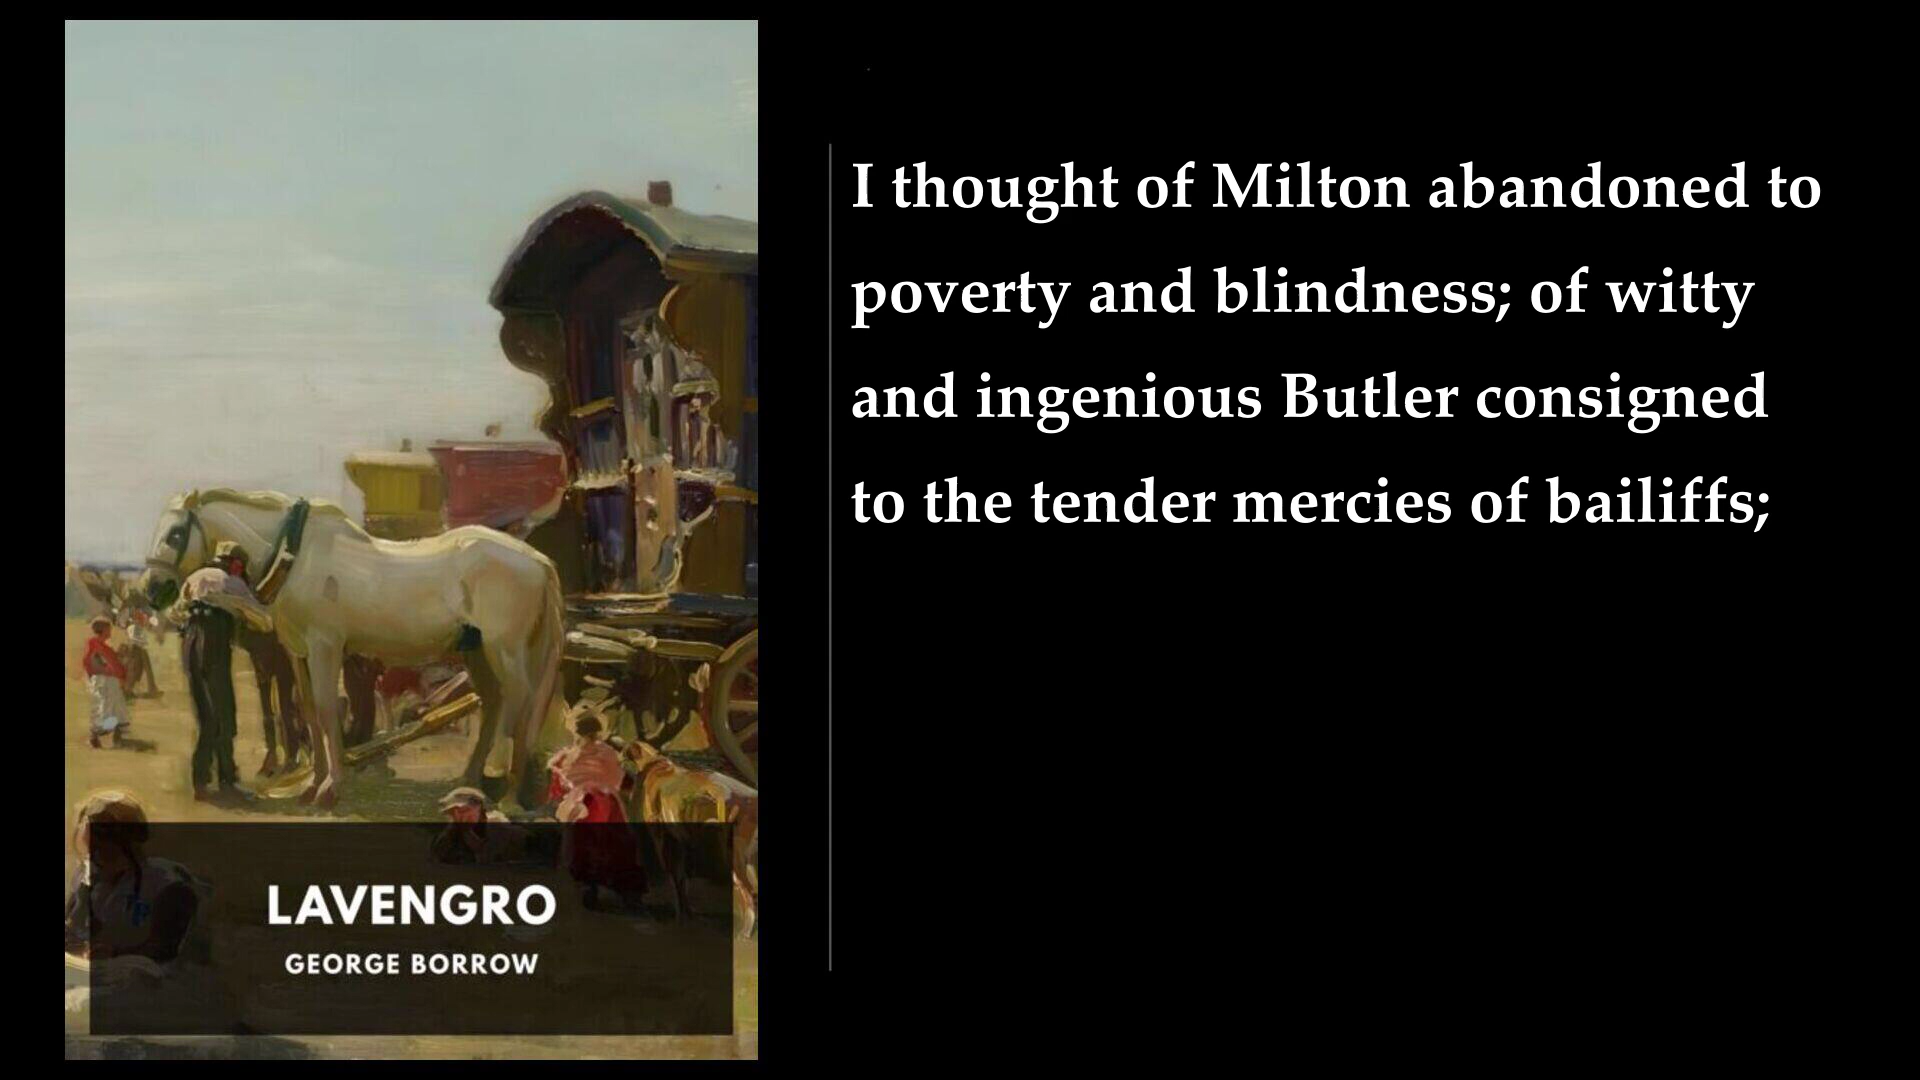 I thought of Milton abandoned to
poverty and blindness; of witty
and ingenious Butler consigned
to the tender mercies of bailiffs;
LAVENGRO
GEORGE BORROW